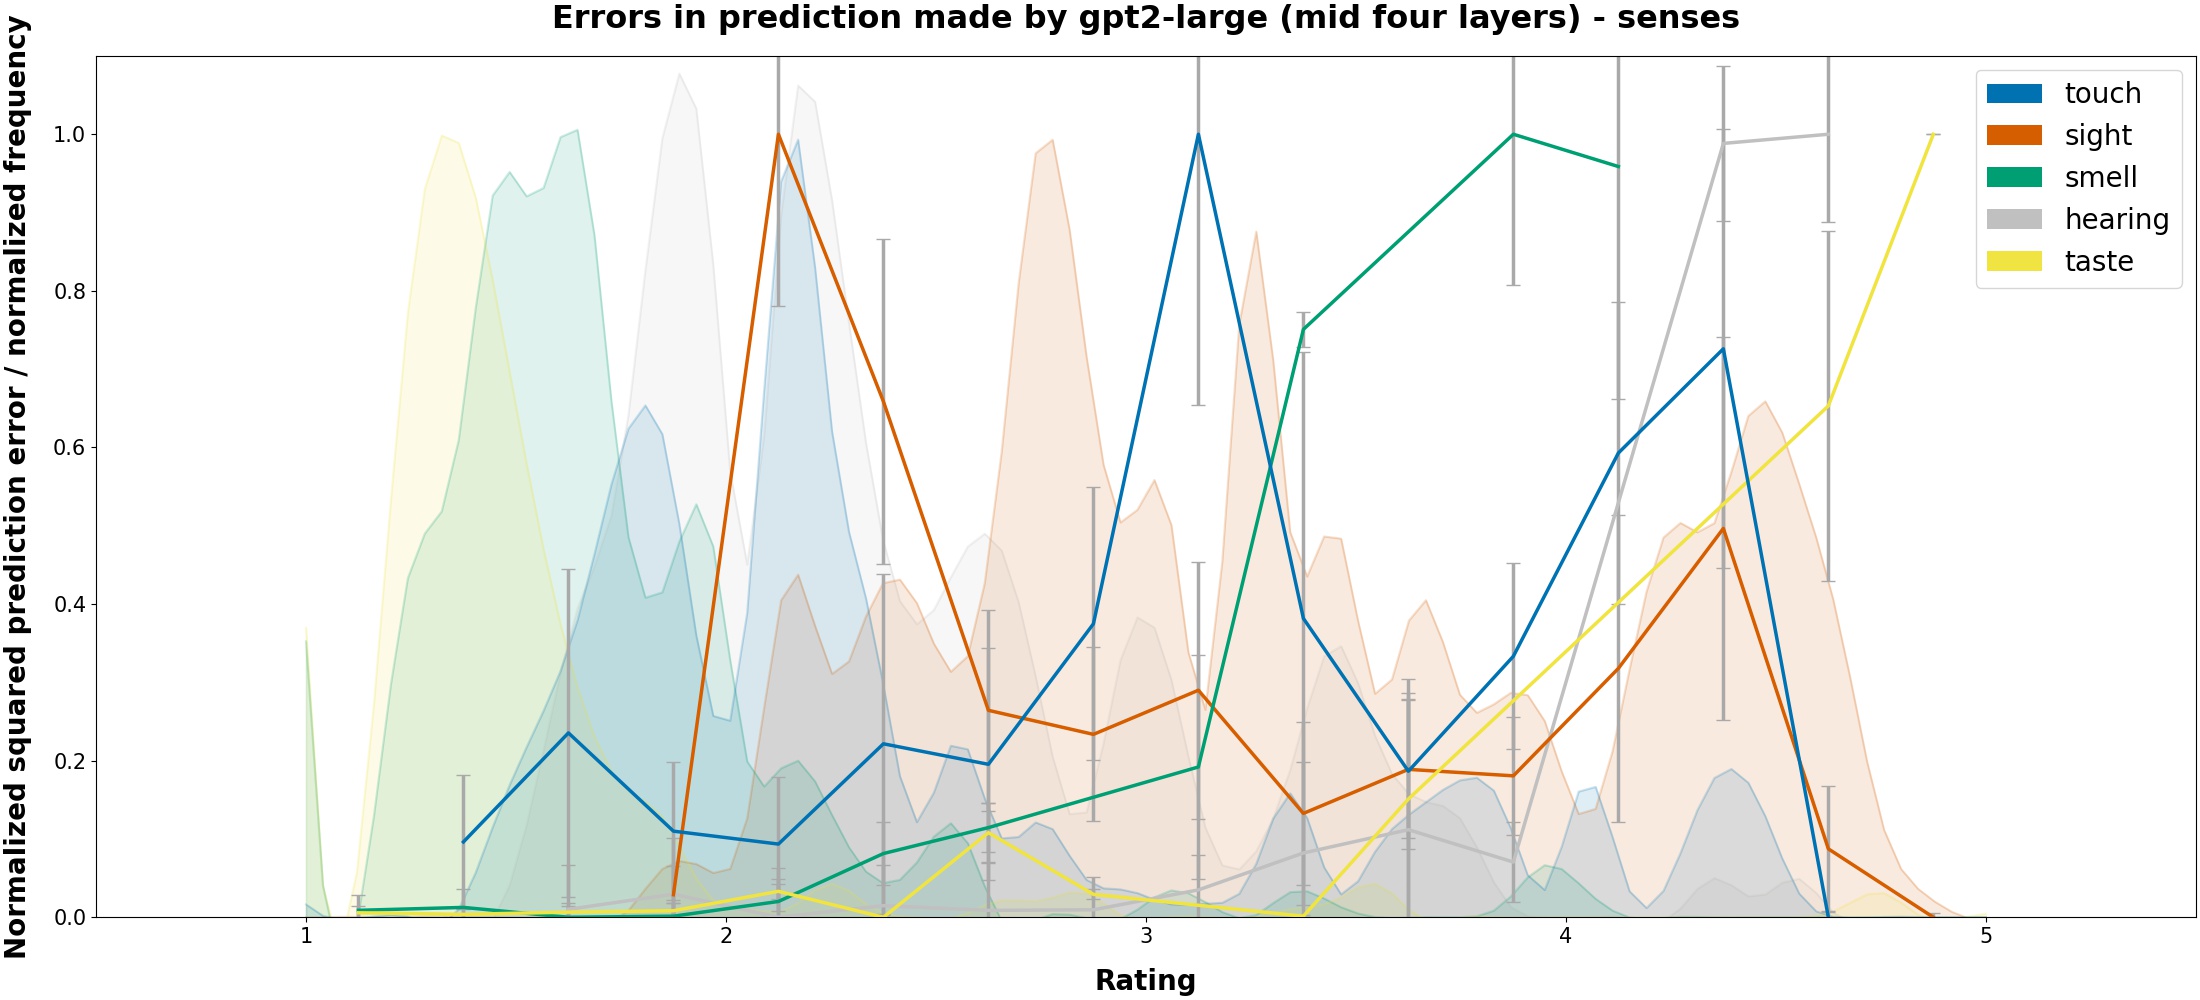 Errors in prediction made by gpt2-large (mid four layers) - senses
Normalized squared prediction error / normalized frequency
1.0
0.8
0.6
0.4
0.2
0.0
touch
sight
smell
hearing
taste
1 2 3 4 5
Rating